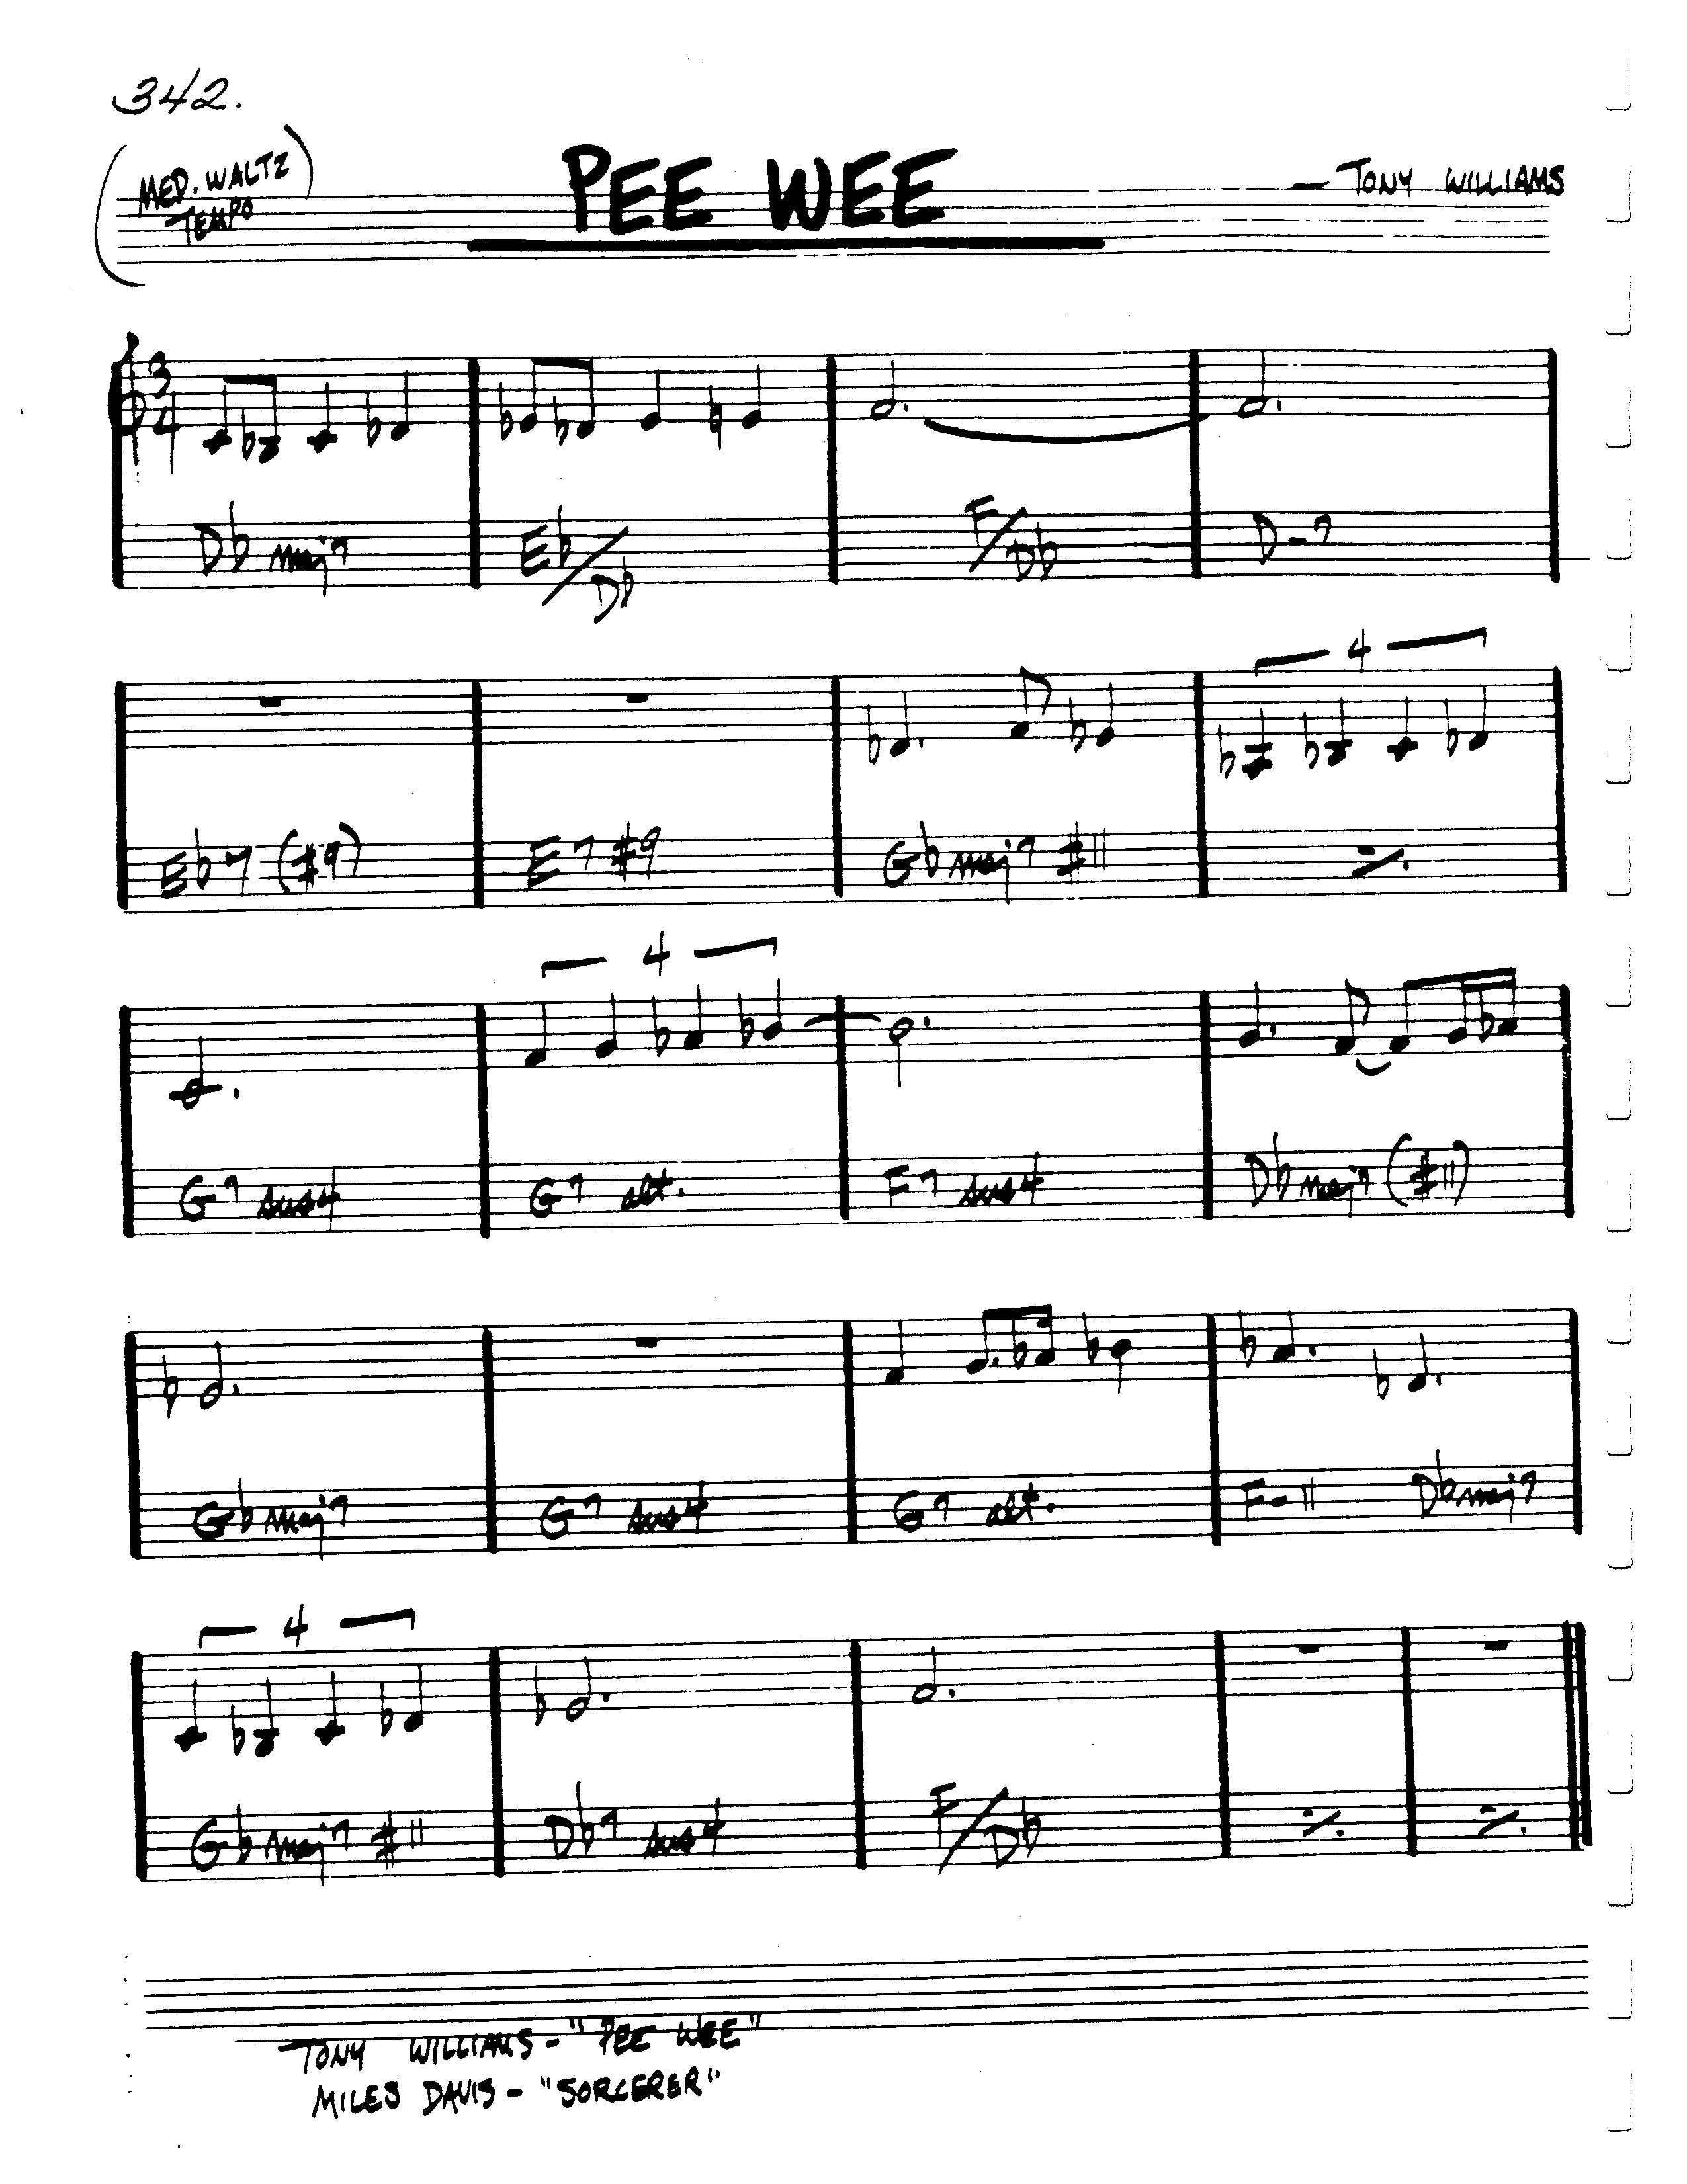 342.
(MED. WALTZ TEMPO)
PEE WEE
— TONY WILLIAMS
3/4
D♭ maj7 E♭/D♭ F/D♭ D-7
4
E♭7 (#9) E7 #9 G♭ maj7 #11 ٪
4
G7 sus4 G7 alt. F7 sus4 D♭ maj7 (#11)
G♭ maj7 G7 sus4 G7 alt. F-11 D♭ maj7
4
G♭ maj7 #11 D♭7 sus4 F/D♭ ٪ ٪
TONY WILLIAMS - "PEE WEE"
MILES DAVIS - "SORCERER"